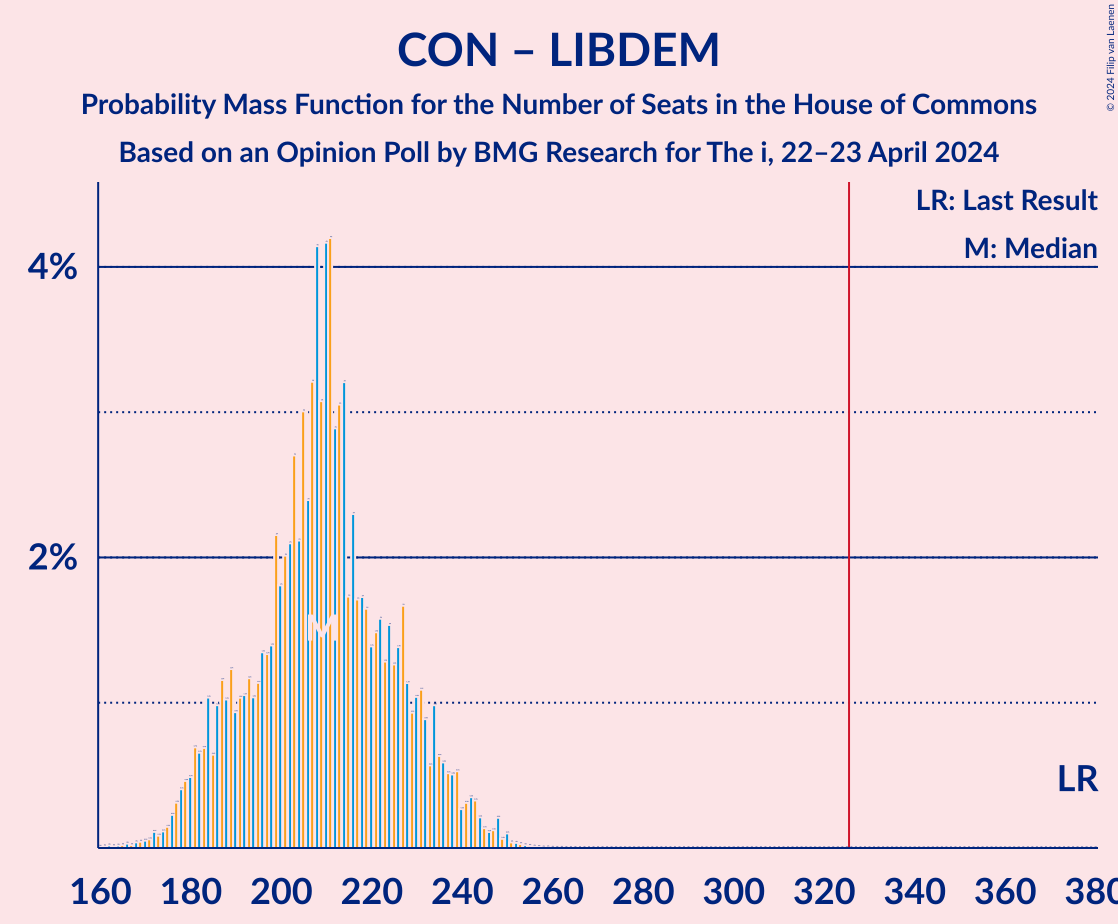 CON – LIBDEM
Probability Mass Function for the Number of Seats in the House of Commons
Based on an Opinion Poll by BMG Research for The i, 22–23 April 2024
© 2024 Filip van Laenen
LR: Last Result
M: Median
4%
2%
M
LR
160 180 200 220 240 260 280 300 320 340 360 380